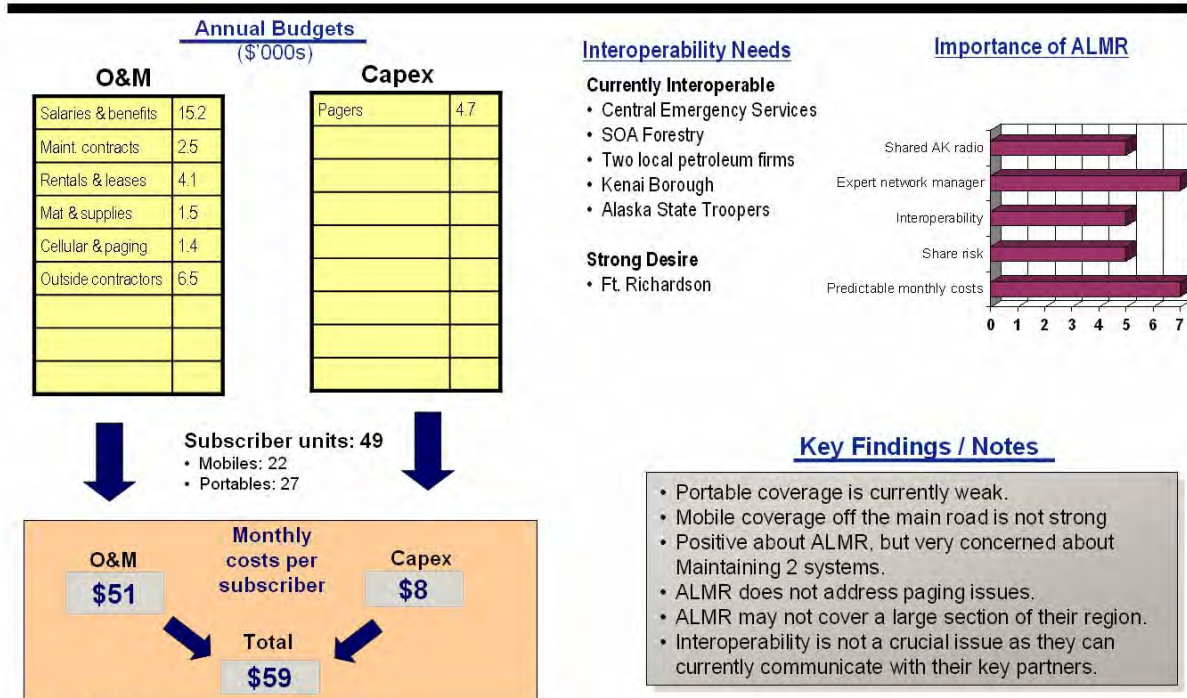 Annual Budgets
($'000s)
O&M
Salaries & benefits 15.2
Maint. contracts 2.5
Rentals & leases 4.1
Mat & supplies 1.5
Cellular & paging 1.4
Outside contractors 6.5
Capex
Pagers 4.7
Subscriber units: 49
• Mobiles: 22
• Portables: 27
Monthly
costs per
subscriber
O&M
$51
Capex
$8
Total
$59
Interoperability Needs
Currently Interoperable
• Central Emergency Services
• SOA Forestry
• Two local petroleum firms
• Kenai Borough
• Alaska State Troopers
Strong Desire
• Ft. Richardson
Importance of ALMR
Shared AK radio
Expert network manager
Interoperability
Share risk
Predictable monthly costs
0 1 2 3 4 5 6 7
Key Findings / Notes
• Portable coverage is currently weak.
• Mobile coverage off the main road is not strong
• Positive about ALMR, but very concerned about
Maintaining 2 systems.
• ALMR does not address paging issues.
• ALMR may not cover a large section of their region.
• Interoperability is not a crucial issue as they can
currently communicate with their key partners.